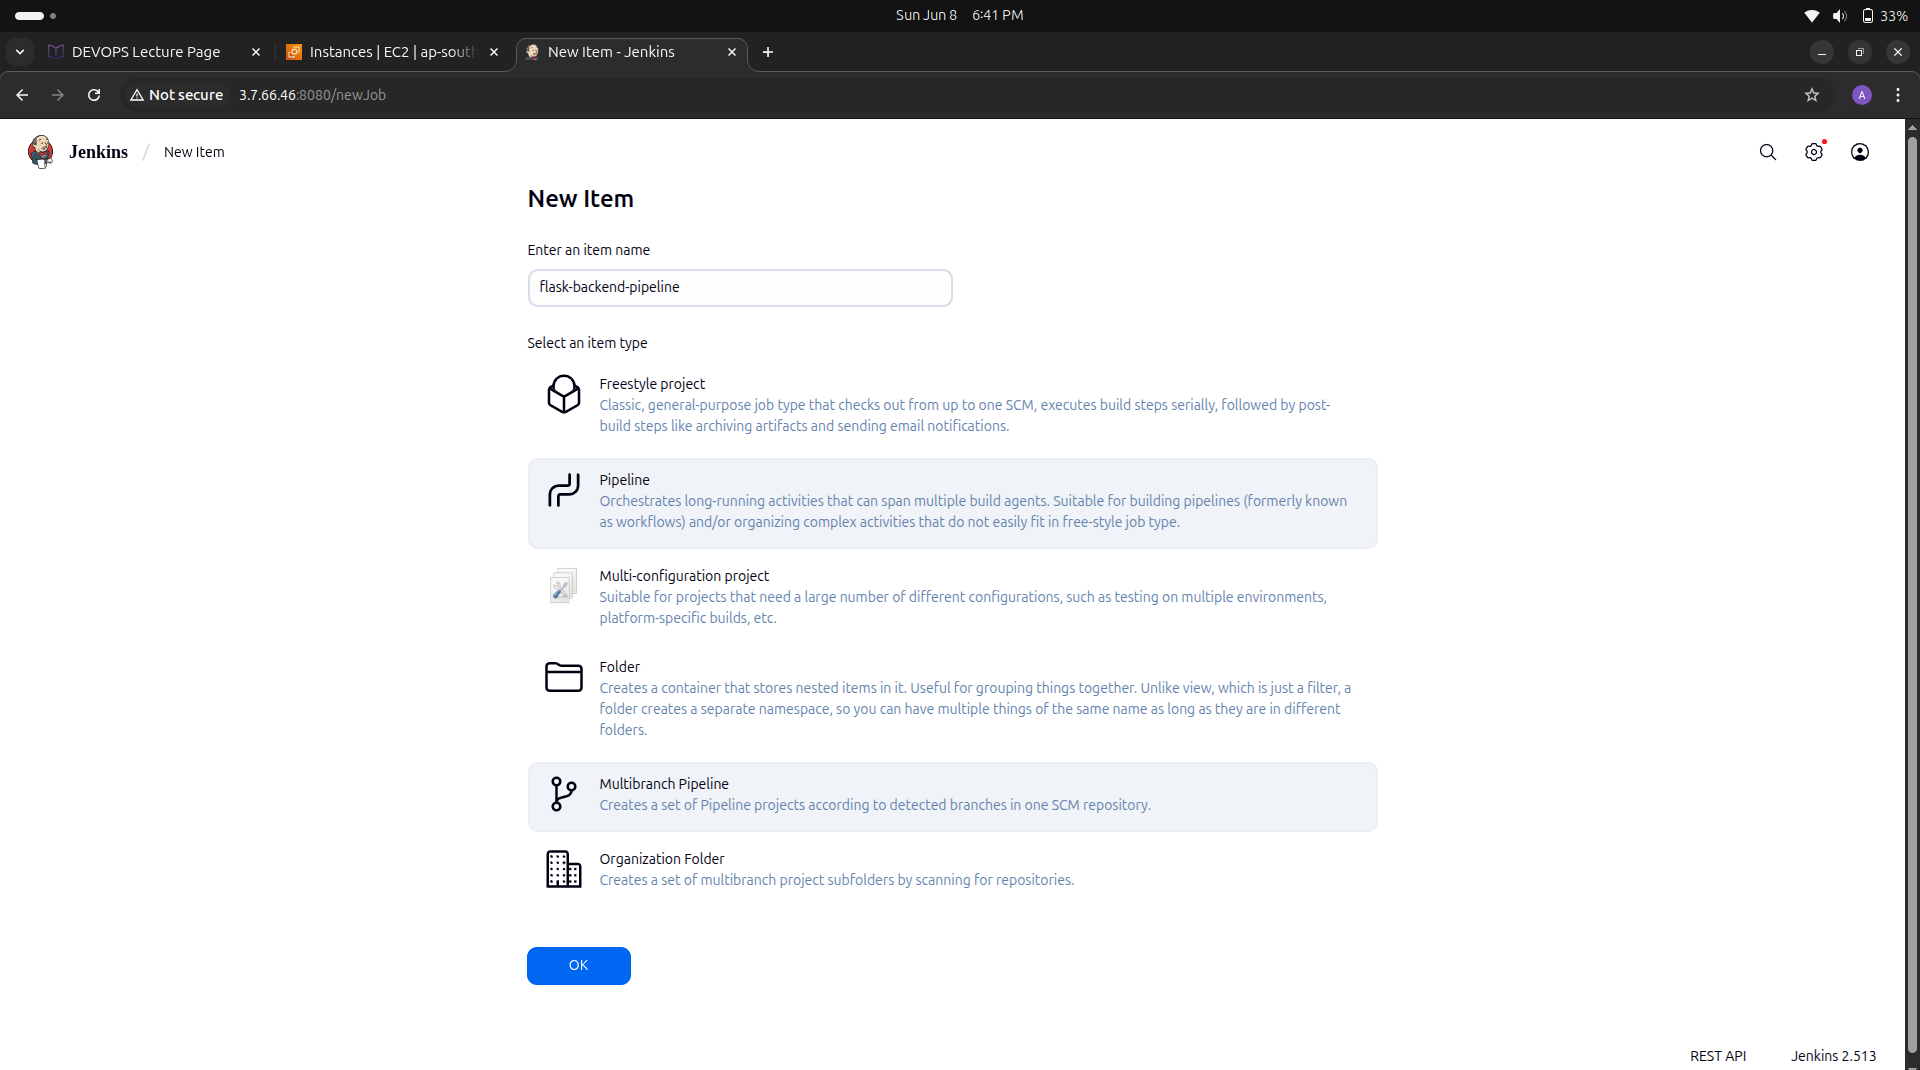 Sun Jun 8 6:41 PM
33%
DEVOPS Lecture Page
Instances | EC2 | ap-sout
New Item - Jenkins
Not secure 3.7.66.46:8080/newJob
A
Jenkins / New Item
New Item
Enter an item name
flask-backend-pipeline
Select an item type
Freestyle project
Classic, general-purpose job type that checks out from up to one SCM, executes build steps serially, followed by post-
build steps like archiving artifacts and sending email notifications.
Pipeline
Orchestrates long-running activities that can span multiple build agents. Suitable for building pipelines (formerly known
as workflows) and/or organizing complex activities that do not easily fit in free-style job type.
Multi-configuration project
Suitable for projects that need a large number of different configurations, such as testing on multiple environments,
platform-specific builds, etc.
Folder
Creates a container that stores nested items in it. Useful for grouping things together. Unlike view, which is just a filter, a
folder creates a separate namespace, so you can have multiple things of the same name as long as they are in different
folders.
Multibranch Pipeline
Creates a set of Pipeline projects according to detected branches in one SCM repository.
Organization Folder
Creates a set of multibranch project subfolders by scanning for repositories.
OK
REST API
Jenkins 2.513